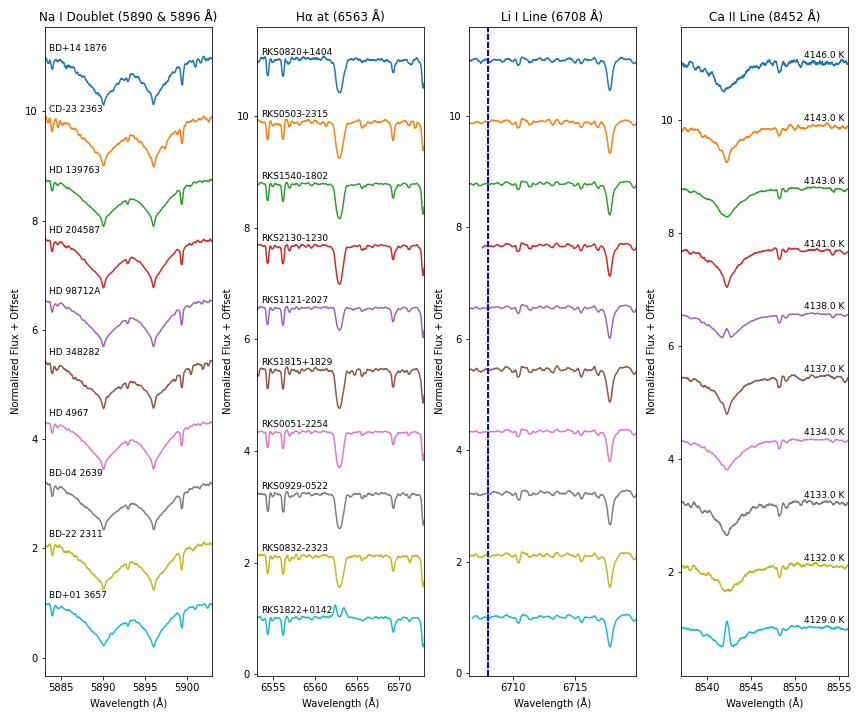 Na I Doublet (5890 & 5896 Å)
Normalized Flux + Offset
10
8
6
4
2
0
BD+14 1876
CD-23 2363
HD 139763
HD 204587
HD 98712A
HD 348282
HD 4967
BD-04 2639
BD-22 2311
BD+01 3657
5885 5890 5895 5900
Wavelength (Å)
Hα at (6563 Å)
Normalized Flux + Offset
10
8
6
4
2
0
RKS0820+1404
RKS0503-2315
RKS1540-1802
RKS2130-1230
RKS1121-2027
RKS1815+1829
RKS0051-2254
RKS0929-0522
RKS0832-2323
RKS1822+0142
6555 6560 6565 6570
Wavelength (Å)
Li I Line (6708 Å)
Normalized Flux + Offset
10
8
6
4
2
0
6710 6715
Wavelength (Å)
Ca II Line (8452 Å)
Normalized Flux + Offset
10
8
6
4
2
4146.0 K
4143.0 K
4143.0 K
4141.0 K
4138.0 K
4137.0 K
4134.0 K
4133.0 K
4132.0 K
4129.0 K
8540 8545 8550 8555
Wavelength (Å)